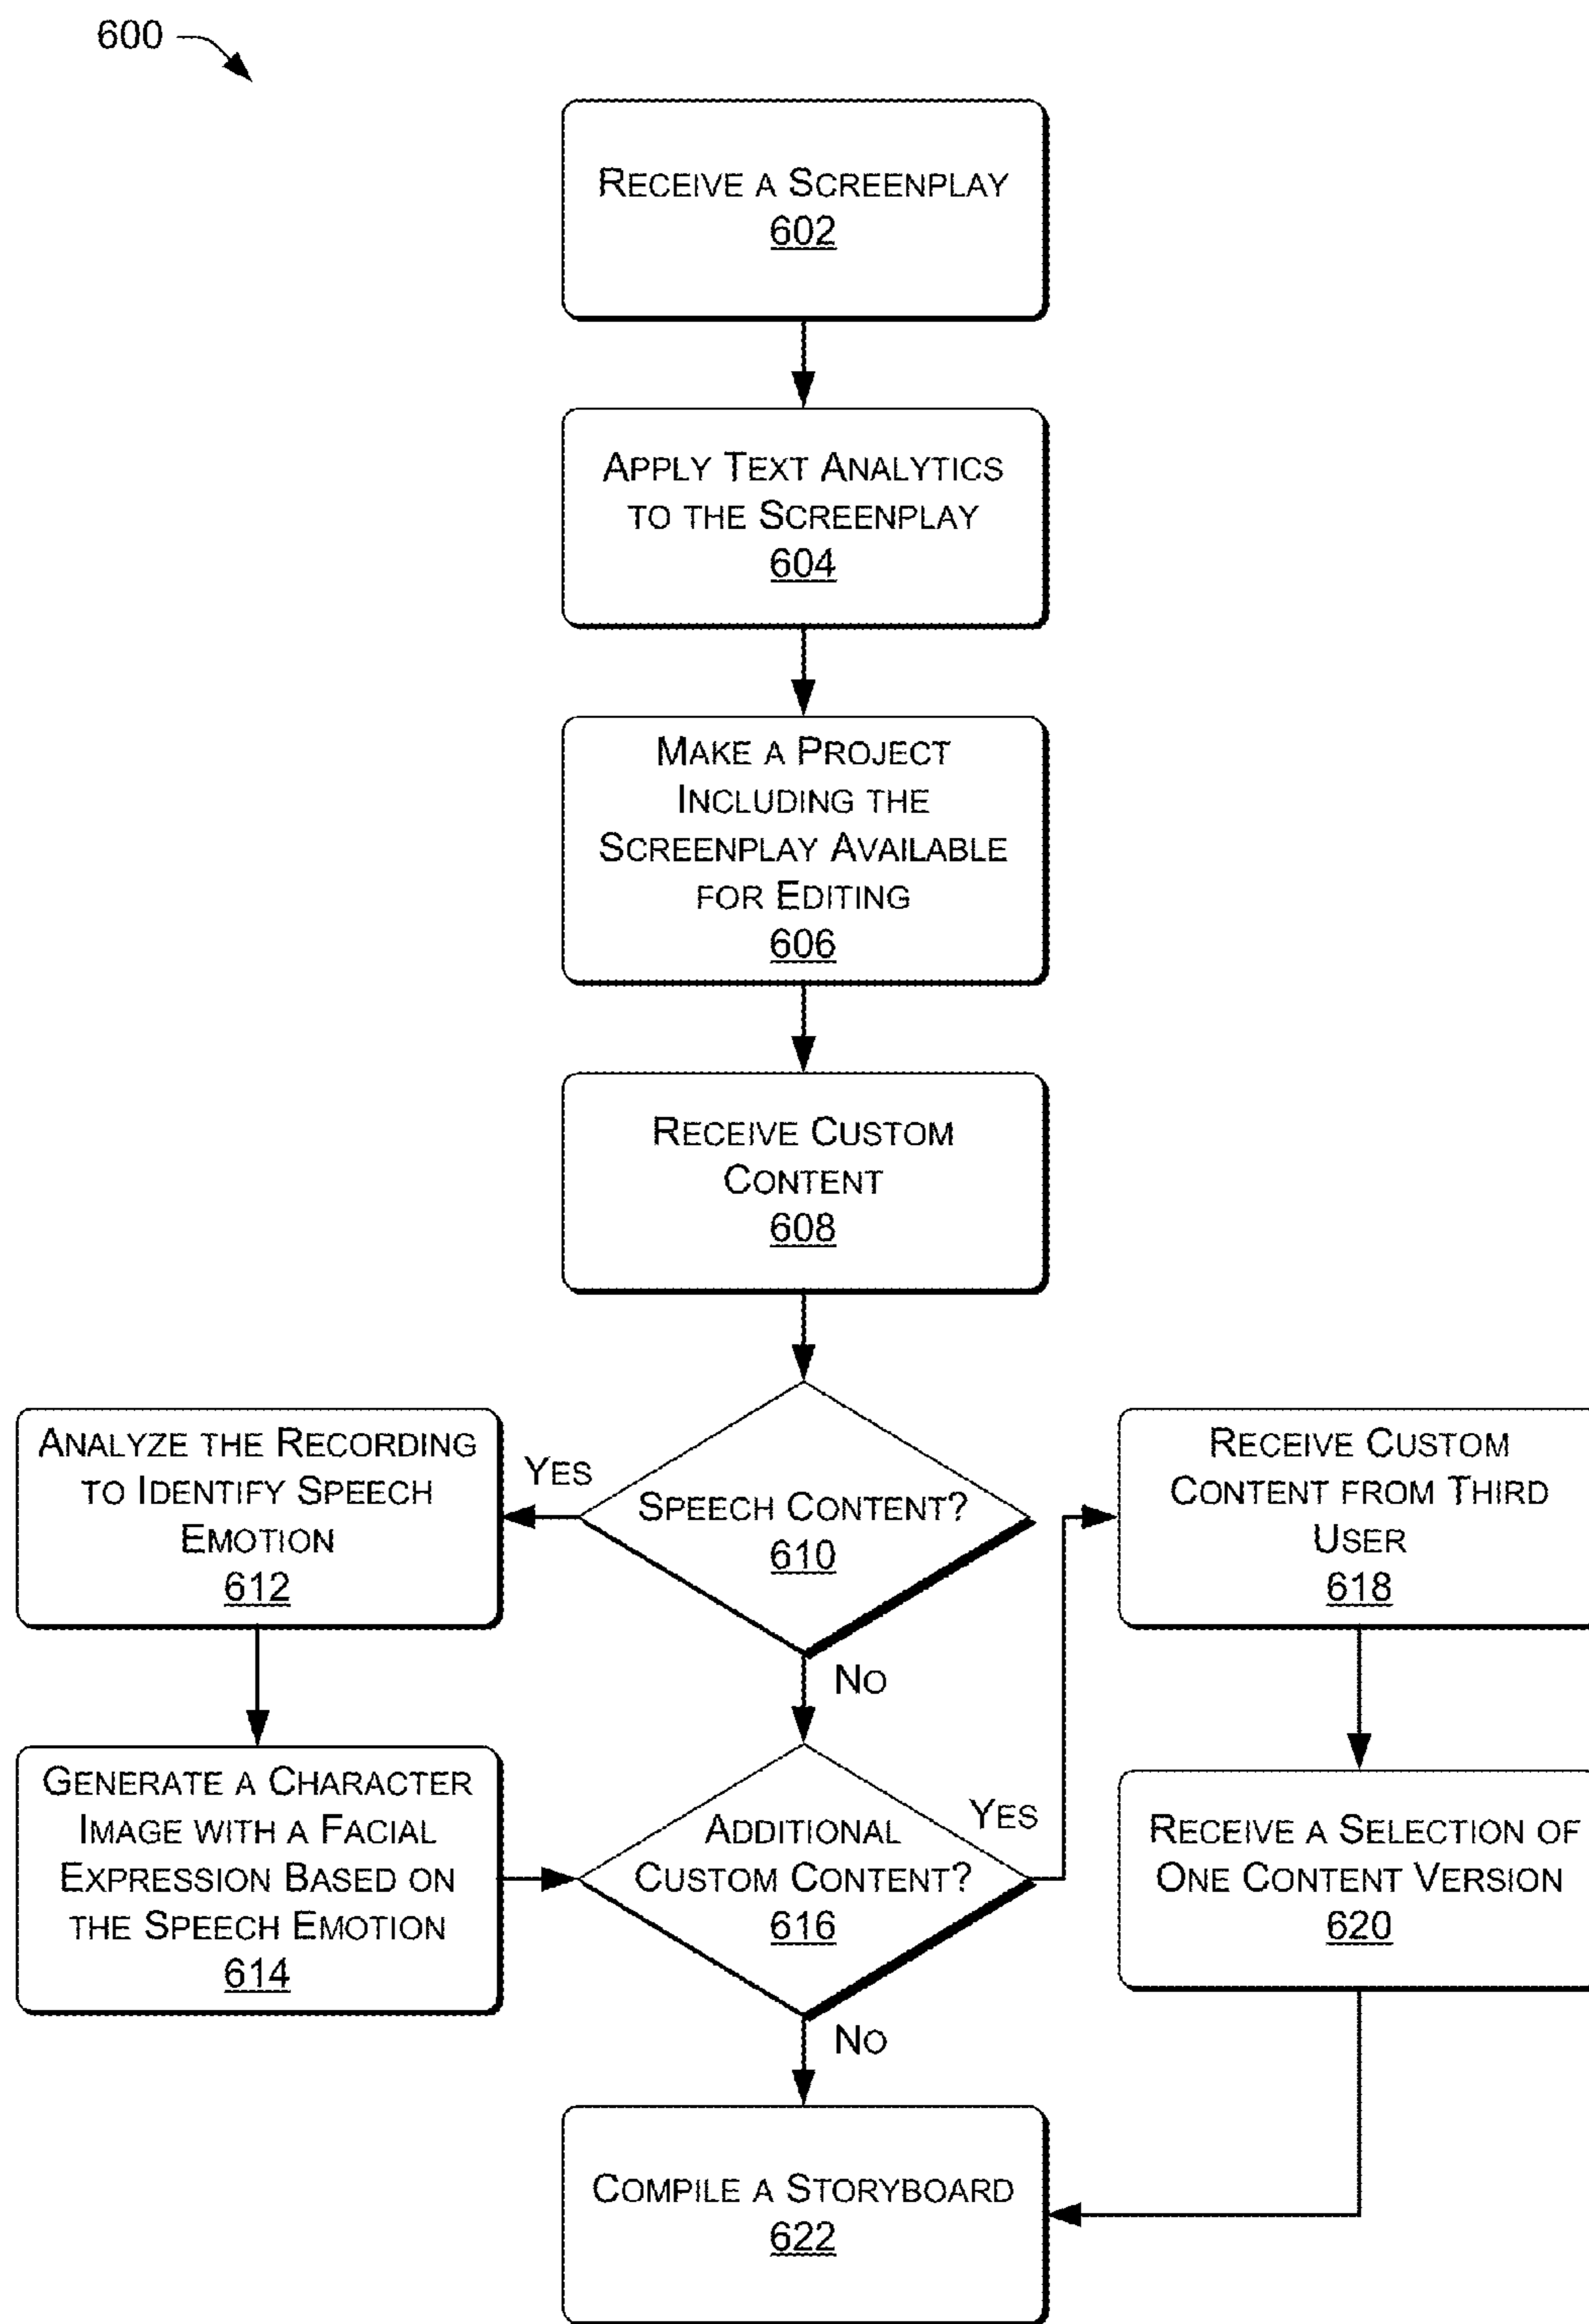 600
RECEIVE A SCREENPLAY
602
APPLY TEXT ANALYTICS
TO THE SCREENPLAY
604
MAKE A PROJECT
INCLUDING THE
SCREENPLAY AVAILABLE
FOR EDITING
606
RECEIVE CUSTOM
CONTENT
608
SPEECH CONTENT?
610
YES
NO
ANALYZE THE RECORDING
TO IDENTIFY SPEECH
EMOTION
612
GENERATE A CHARACTER
IMAGE WITH A FACIAL
EXPRESSION BASED ON
THE SPEECH EMOTION
614
ADDITIONAL
CUSTOM CONTENT?
616
YES
NO
RECEIVE CUSTOM
CONTENT FROM THIRD
USER
618
RECEIVE A SELECTION OF
ONE CONTENT VERSION
620
COMPILE A STORYBOARD
622